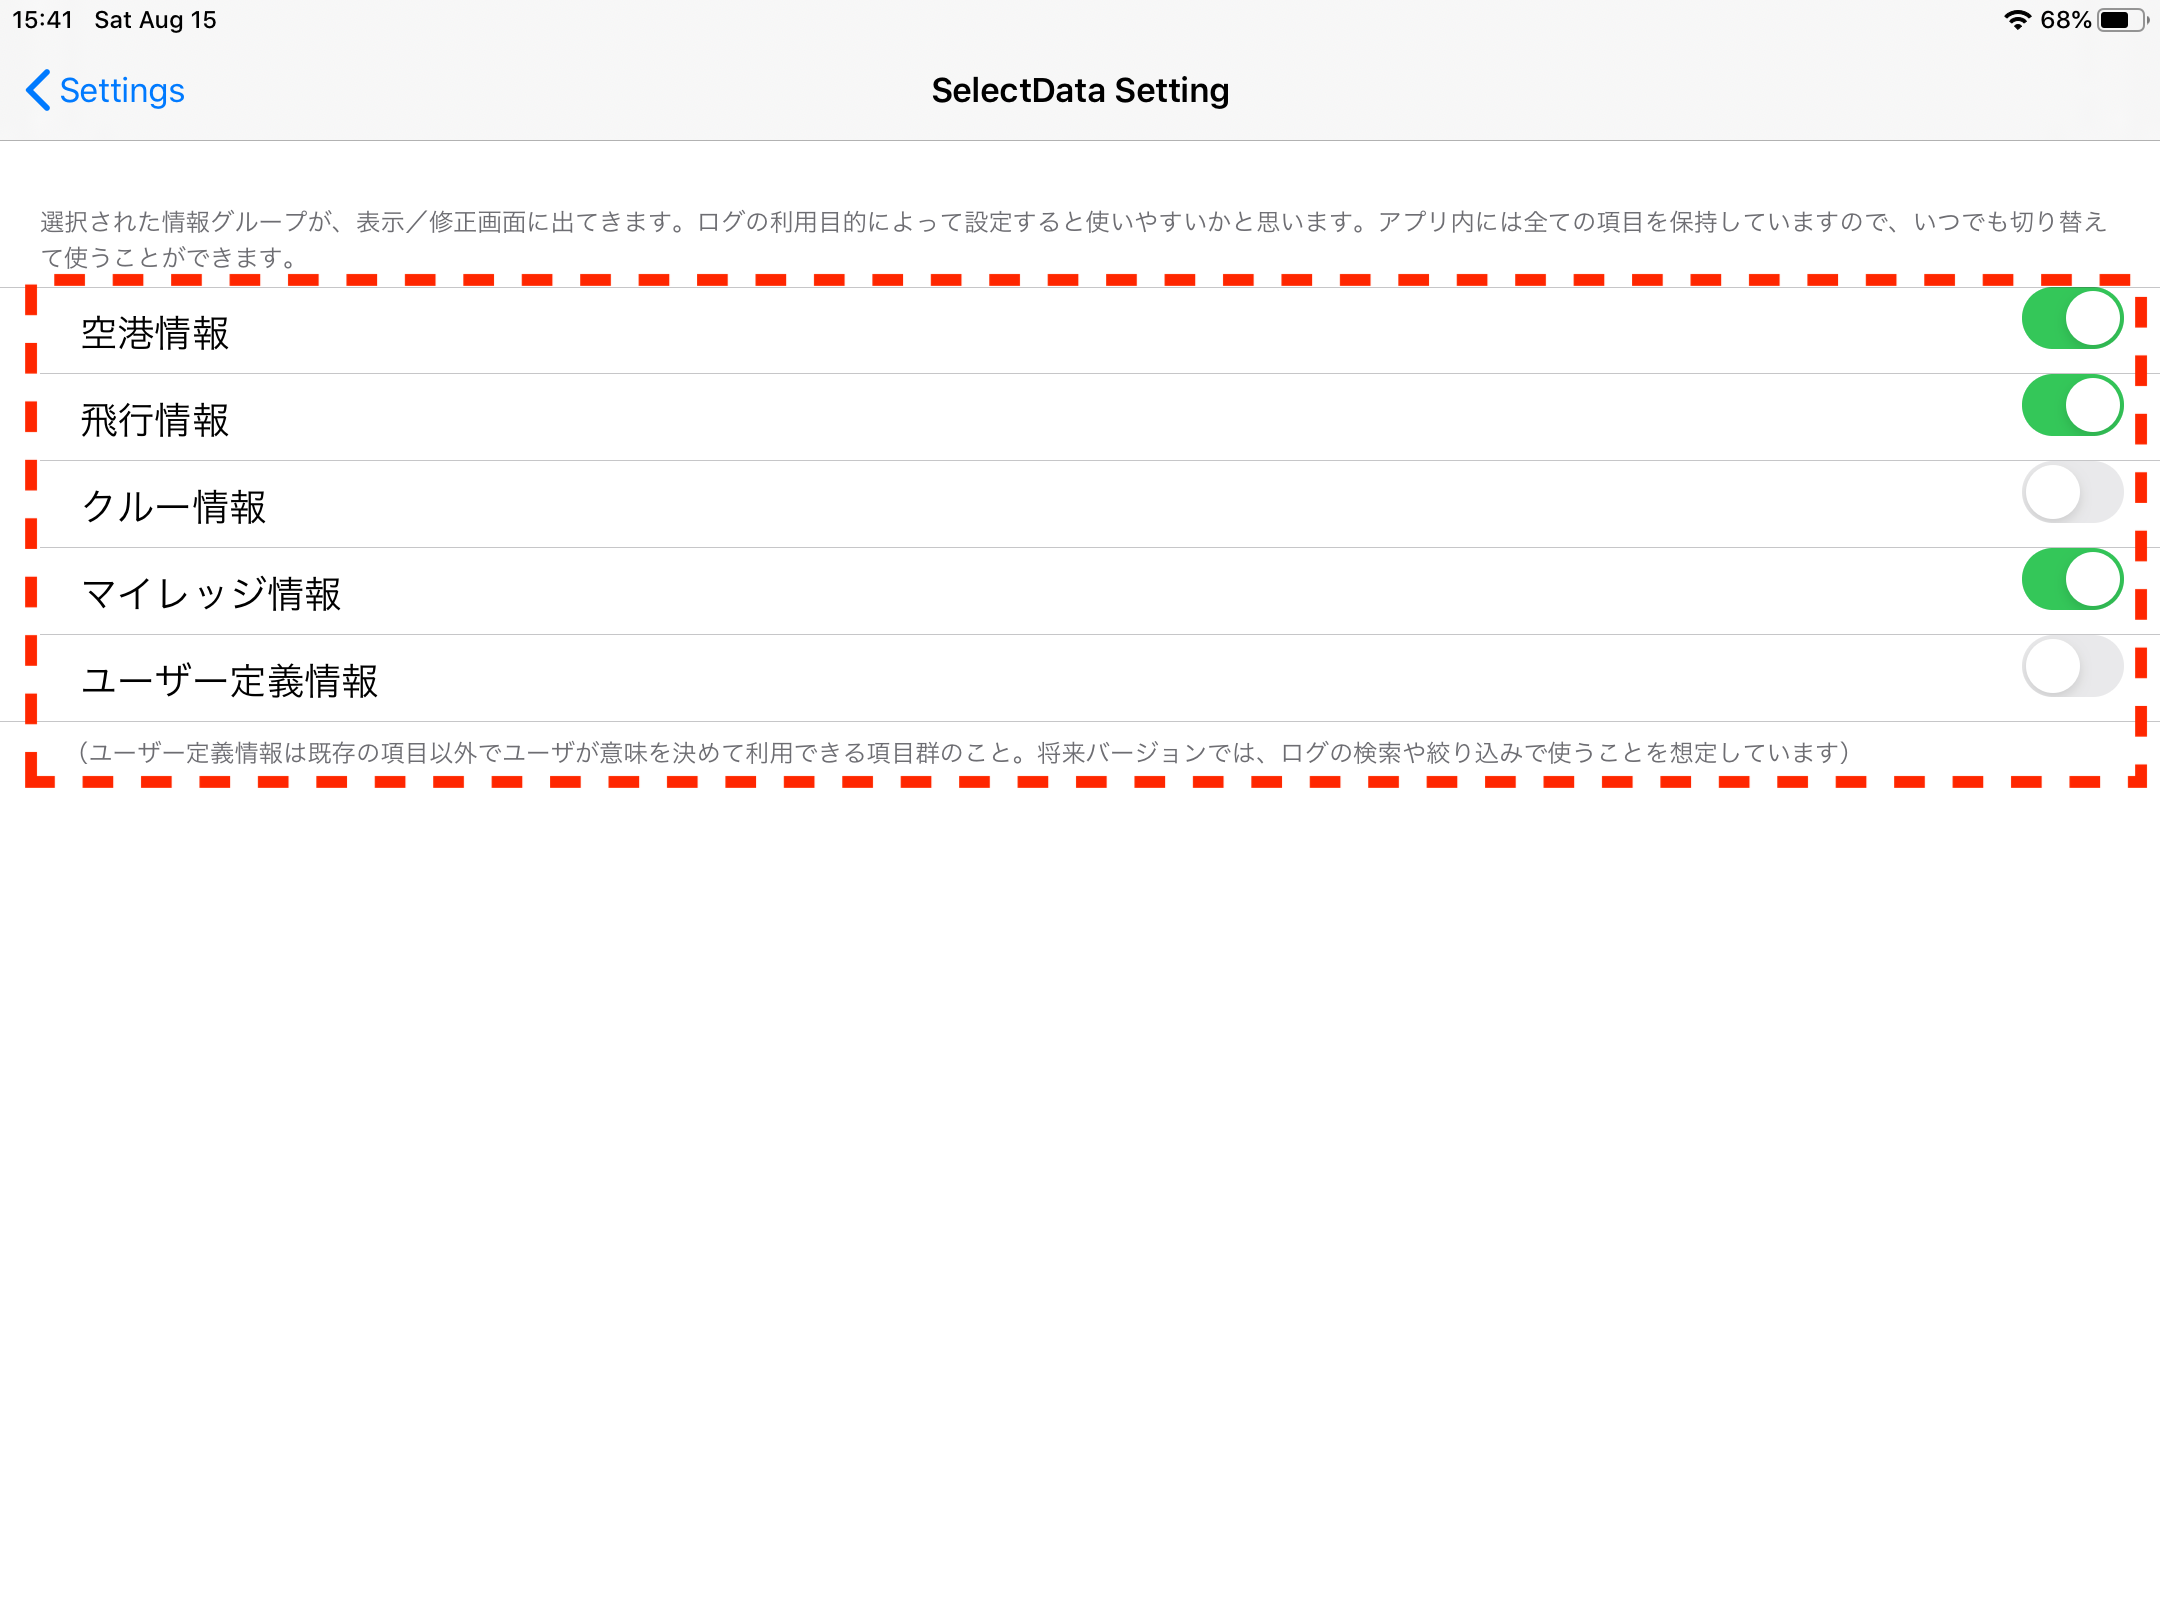 15:41 Sat Aug 15
68%
Settings
SelectData Setting
選択された情報グループが、表示／修正画面に出てきます。ログの利用目的によって設定すると使いやすいかと思います。アプリ内には全ての項目を保持していますので、いつでも切り替え
て使うことができます。
空港情報
飛行情報
クルー情報
マイレッジ情報
ユーザー定義情報
（ユーザー定義情報は既存の項目以外でユーザが意味を決めて利用できる項目群のこと。将来バージョンでは、ログの検索や絞り込みで使うことを想定しています）